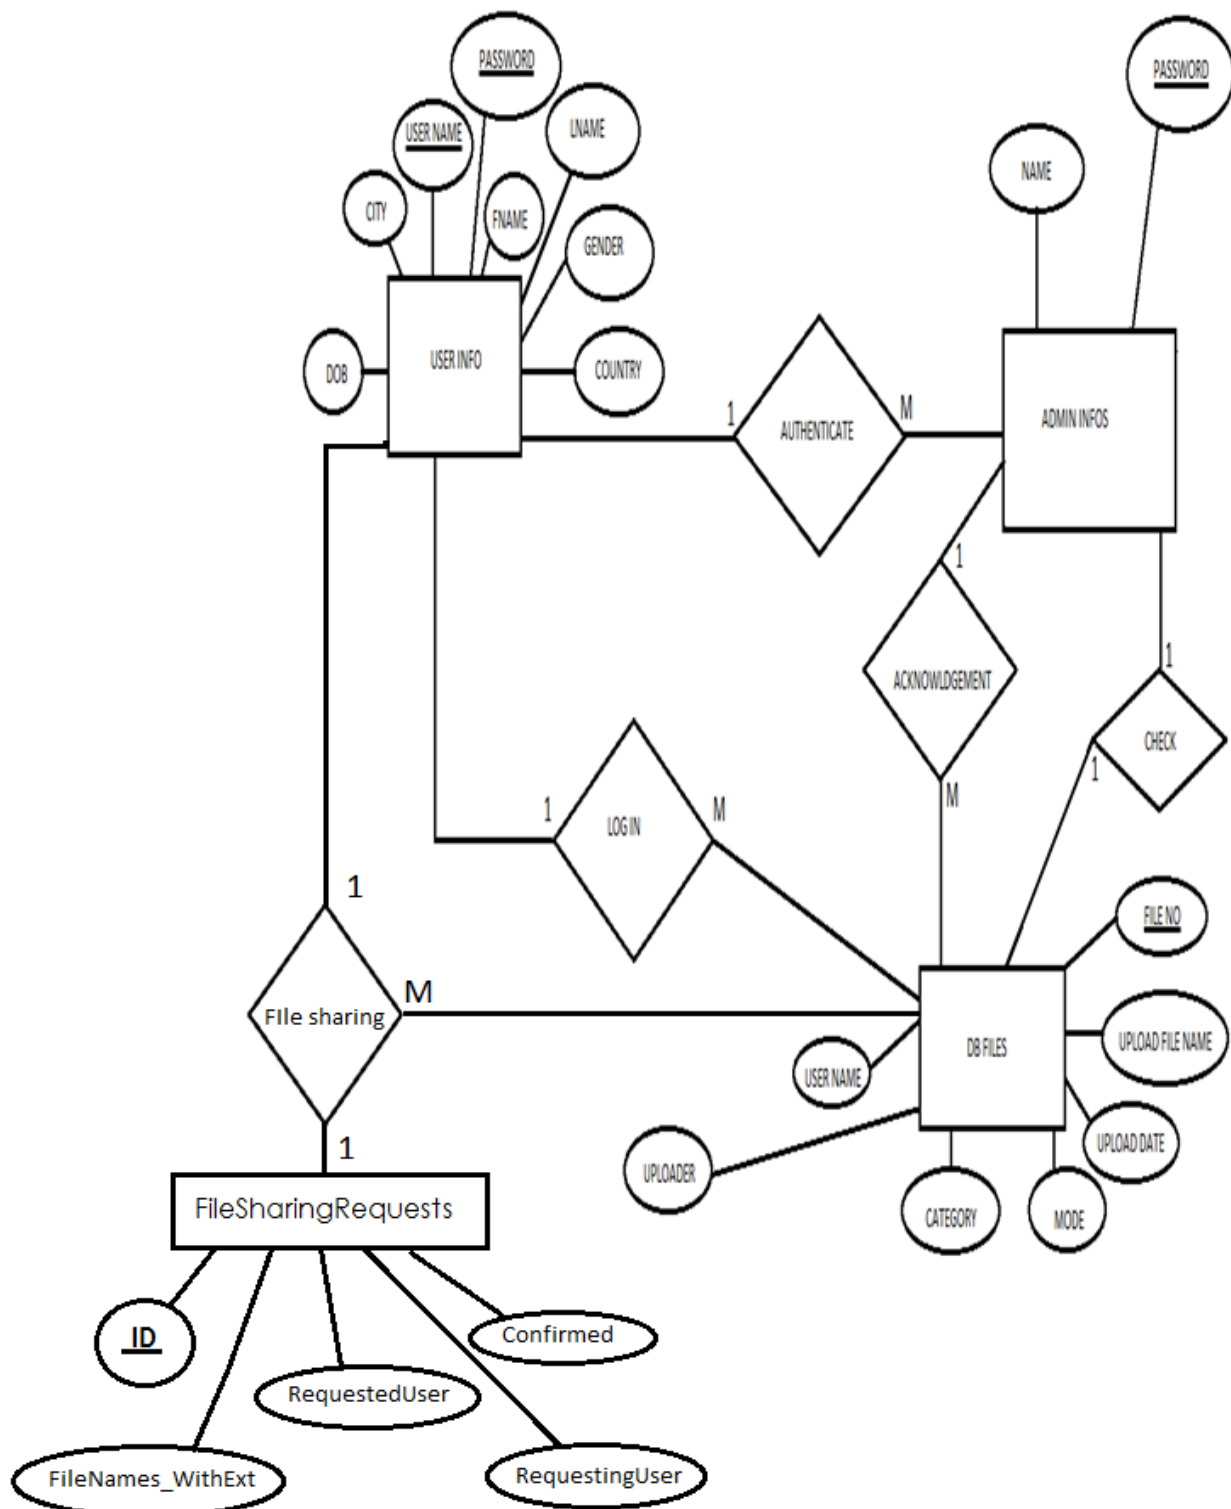 PASSWORD
PASSWORD
LNAME
USER NAME
NAME
CITY
FNAME
GENDER
DOB
USER INFO
COUNTRY
1
AUTHENTICATE
M
ADMIN INFOS
1
1
ACKNOWLDGEMENT
CHECK
1
M
1
LOG IN
M
1
FILE NO
M
FIle sharing
UPLOAD FILE NAME
DB FILES
USER NAME
UPLOAD DATE
1
UPLOADER
FileSharingRequests
CATEGORY
MODE
ID
Confirmed
RequestedUser
FileNames_WithExt
RequestingUser